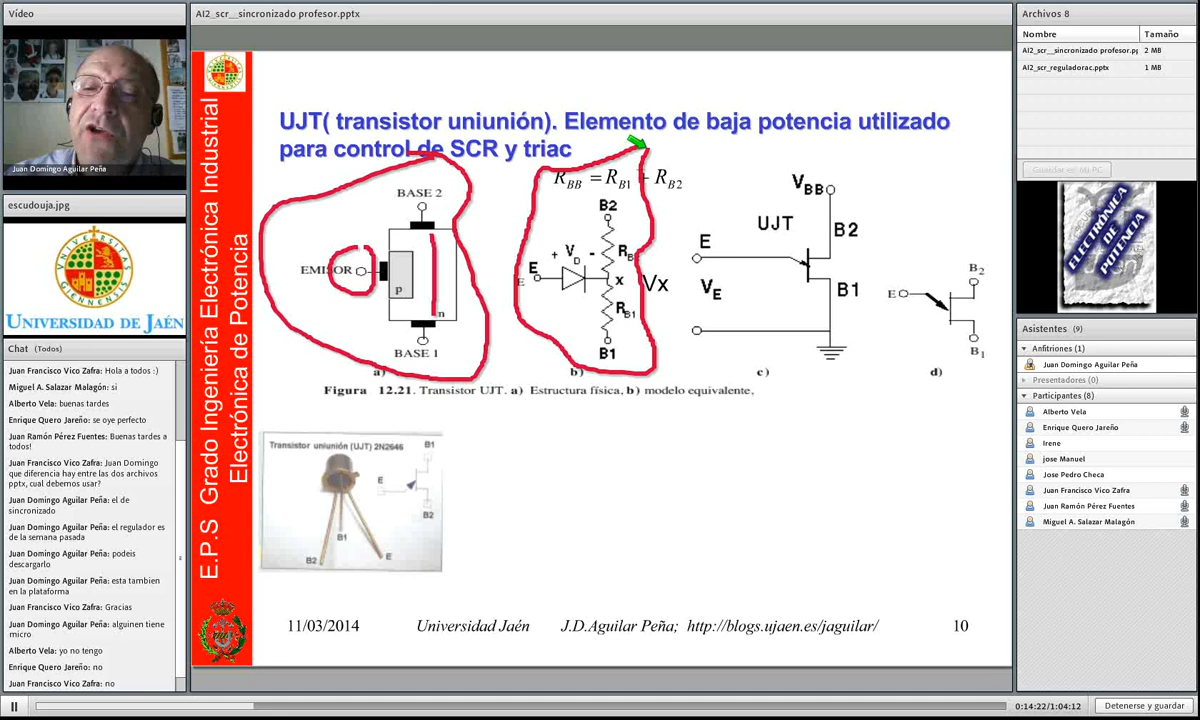 Vídeo
Juan Domingo Aguilar Peña
escudouja.jpg
UNIVERSIDAD DE JAÉN
Chat (Todos)
Juan Francisco Vico Zafra: Hola a todos :)
Miguel A. Salazar Malagón: si
Alberto Vela: buenas tardes
Enrique Quero Jareño: se oye perfecto
Juan Ramón Pérez Fuentes: Buenas tardes a
todos!
Juan Francisco Vico Zafra: Juan Domingo
que diferencia hay entre las dos archivos
pptx, cual debemos usar?
Juan Domingo Aguilar Peña: el de
sincronizado
Juan Domingo Aguilar Peña: el regulador es
de la semana pasada
Juan Domingo Aguilar Peña: podeis
descargarlo
Juan Domingo Aguilar Peña: esta tambien
en la plataforma
Juan Francisco Vico Zafra: Gracias
Juan Domingo Aguilar Peña: alguinen tiene
micro
Alberto Vela: yo no tengo
Enrique Quero Jareño: no
Juan Francisco Vico Zafra: no
AI2_scr__sincronizado profesor.pptx
E.P.S Grado Ingeniería Electrónica Industrial
Electrónica de Potencia
UJT( transistor uniunión). Elemento de baja potencia utilizado
para control de SCR y triac
R_BB = R_B1 + R_B2
BASE 2
EMISOR
p
n
BASE 1
a)
B2
+ V_D -
R_B
E
E
x
Vx
R_B1
B1
b)
V_BB
UJT
B2
E
V_E
B1
c)
B_2
E
B_1
d)
Figura 12.21. Transistor UJT. a) Estructura física, b) modelo equivalente,
Transistor uniunión (UJT) 2N2646
B1
E
B2
B1
B2
E
11/03/2014
Universidad Jaén
J.D.Aguilar Peña; http://blogs.ujaen.es/jaguilar/
10
Archivos 8
Nombre
Tamaño
AI2_scr__sincronizado profesor.pp
2 MB
AI2_scr_reguladorac.pptx
1 MB
Guardar en Mi PC
ELECTRÓNICA
DE
POTENCIA
Asistentes (9)
Anfitriones (1)
Juan Domingo Aguilar Peña
Presentadores (0)
Participantes (8)
Alberto Vela
Enrique Quero Jareño
Irene
jose Manuel
Jose Pedro Checa
Juan Francisco Vico Zafra
Juan Ramón Pérez Fuentes
Miguel A. Salazar Malagón
0:14:22/1:04:12
Detenerse y guardar